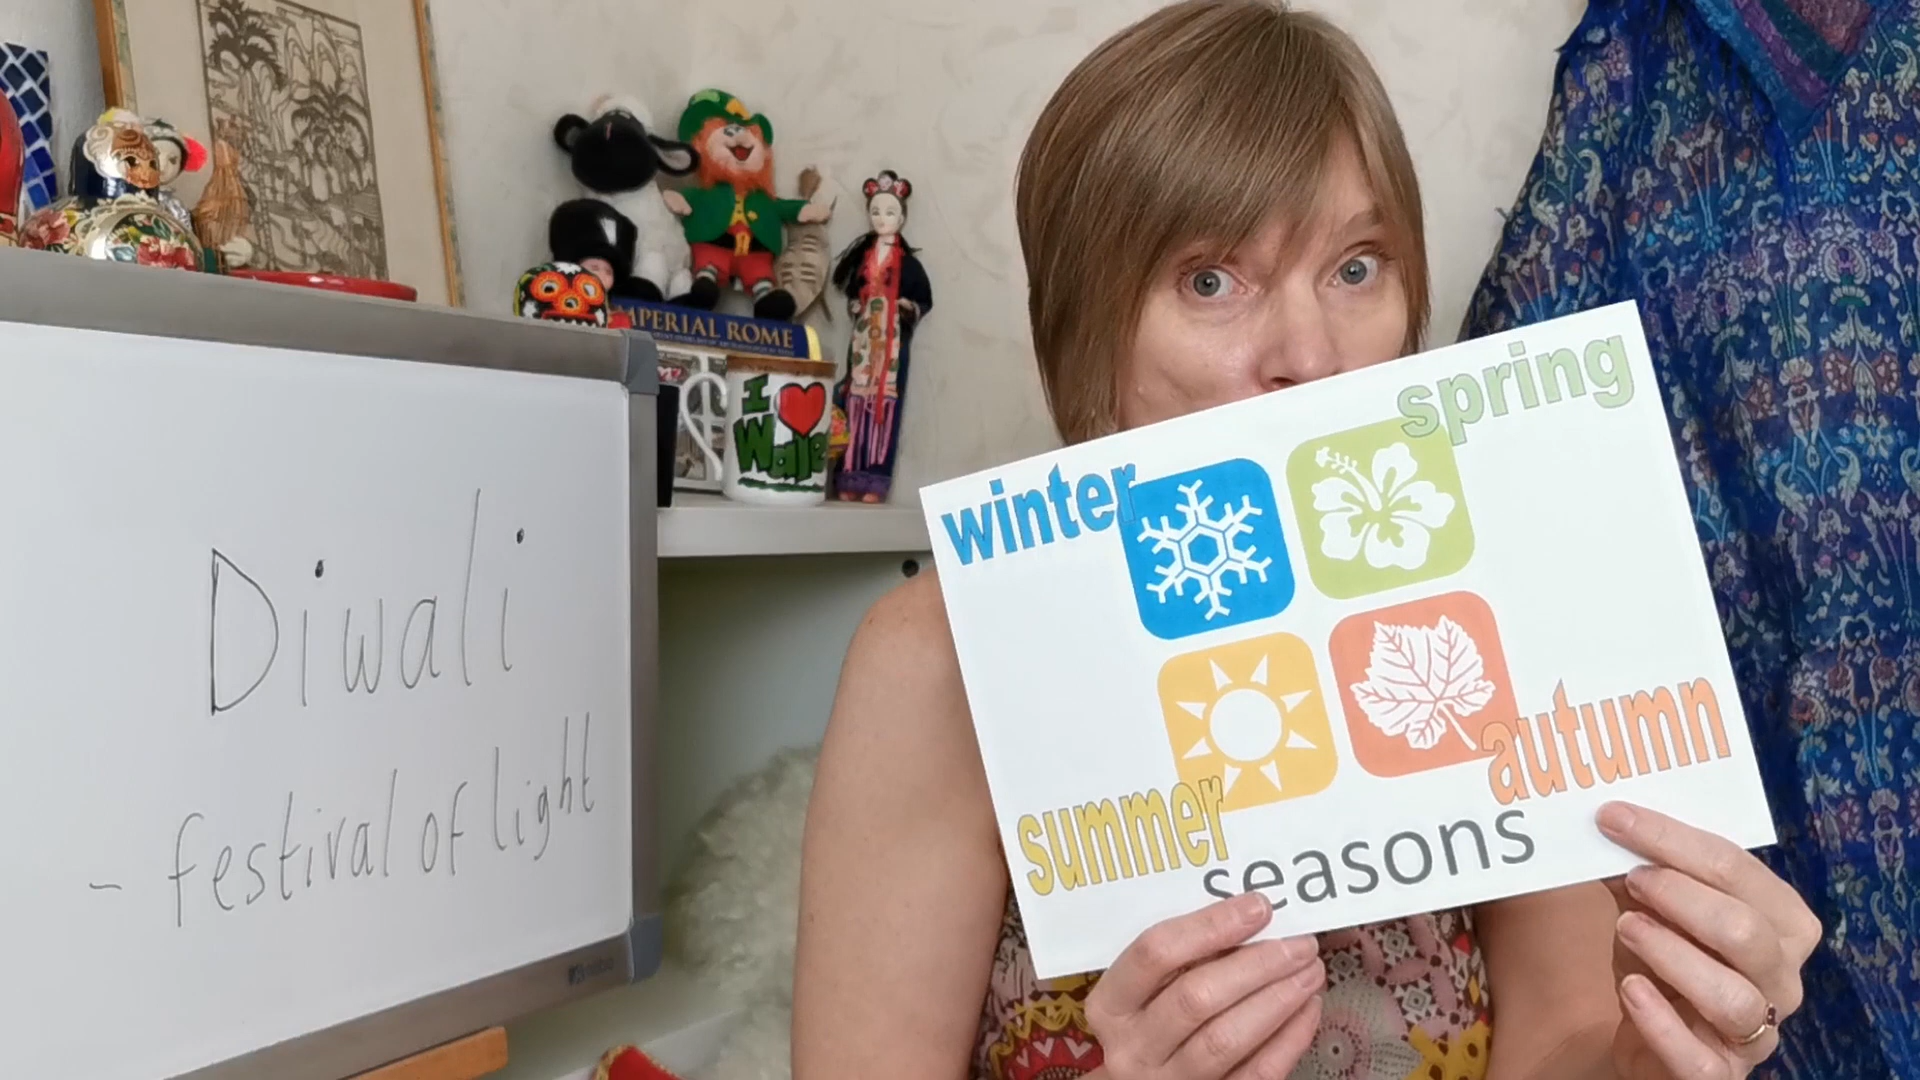 Diwali
- festival of light
IMPERIAL ROME
I
Wales
winter
spring
summer
autumn
seasons